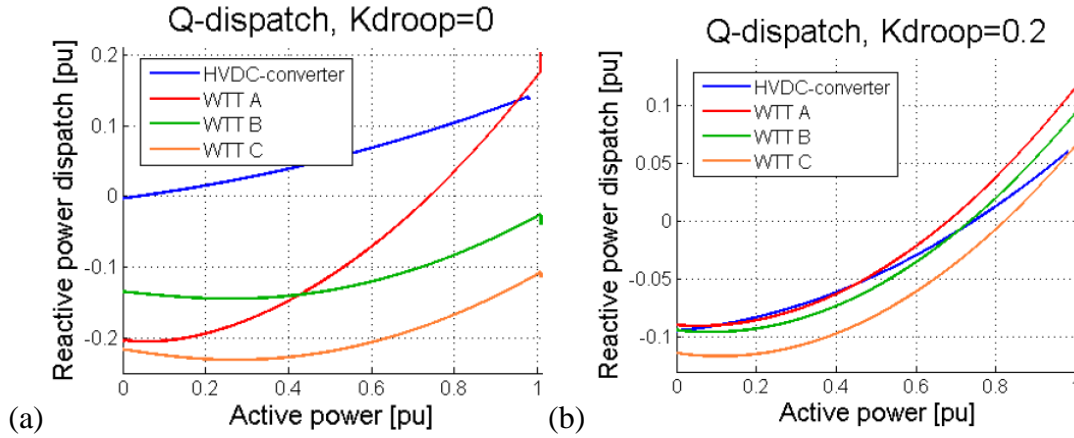 Q-dispatch, Kdroop=0
Reactive power dispatch [pu]
0.2
0.1
0
-0.1
-0.2
HVDC-converter
WTT A
WTT B
WTT C
0 0.2 0.4 0.6 0.8 1
Active power [pu]
(a)
Q-dispatch, Kdroop=0.2
Reactive power dispatch [pu]
0.1
0.05
0
-0.05
-0.1
HVDC-converter
WTT A
WTT B
WTT C
0 0.2 0.4 0.6 0.8 1
Active power [pu]
(b)